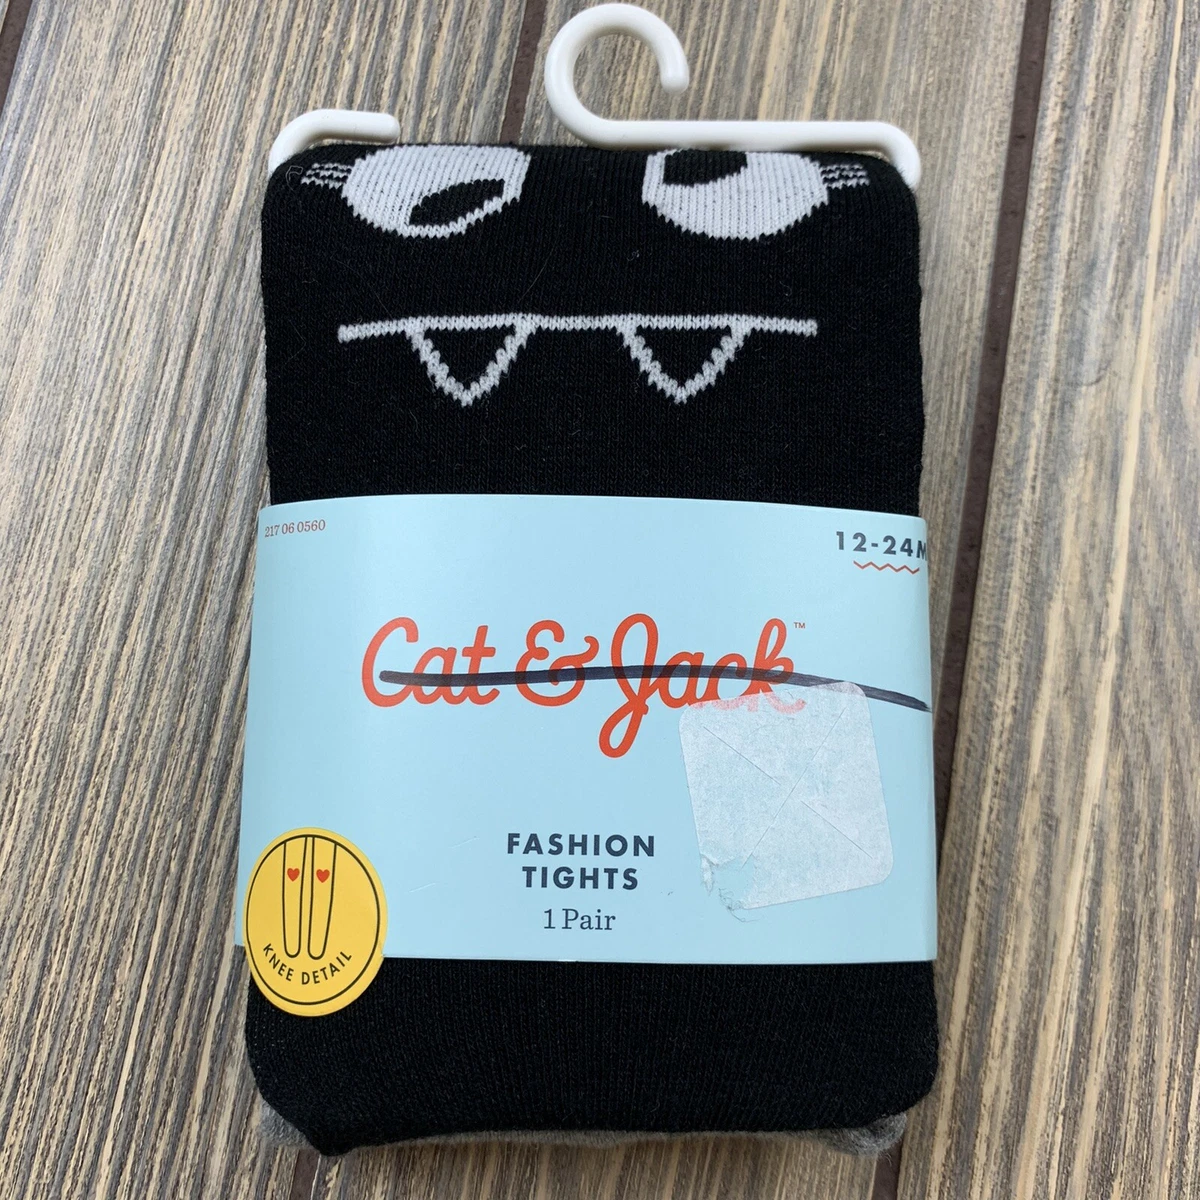 217 06 0560
12-24M
Cat & Jack™
FASHION
TIGHTS
1 Pair
KNEE DETAIL